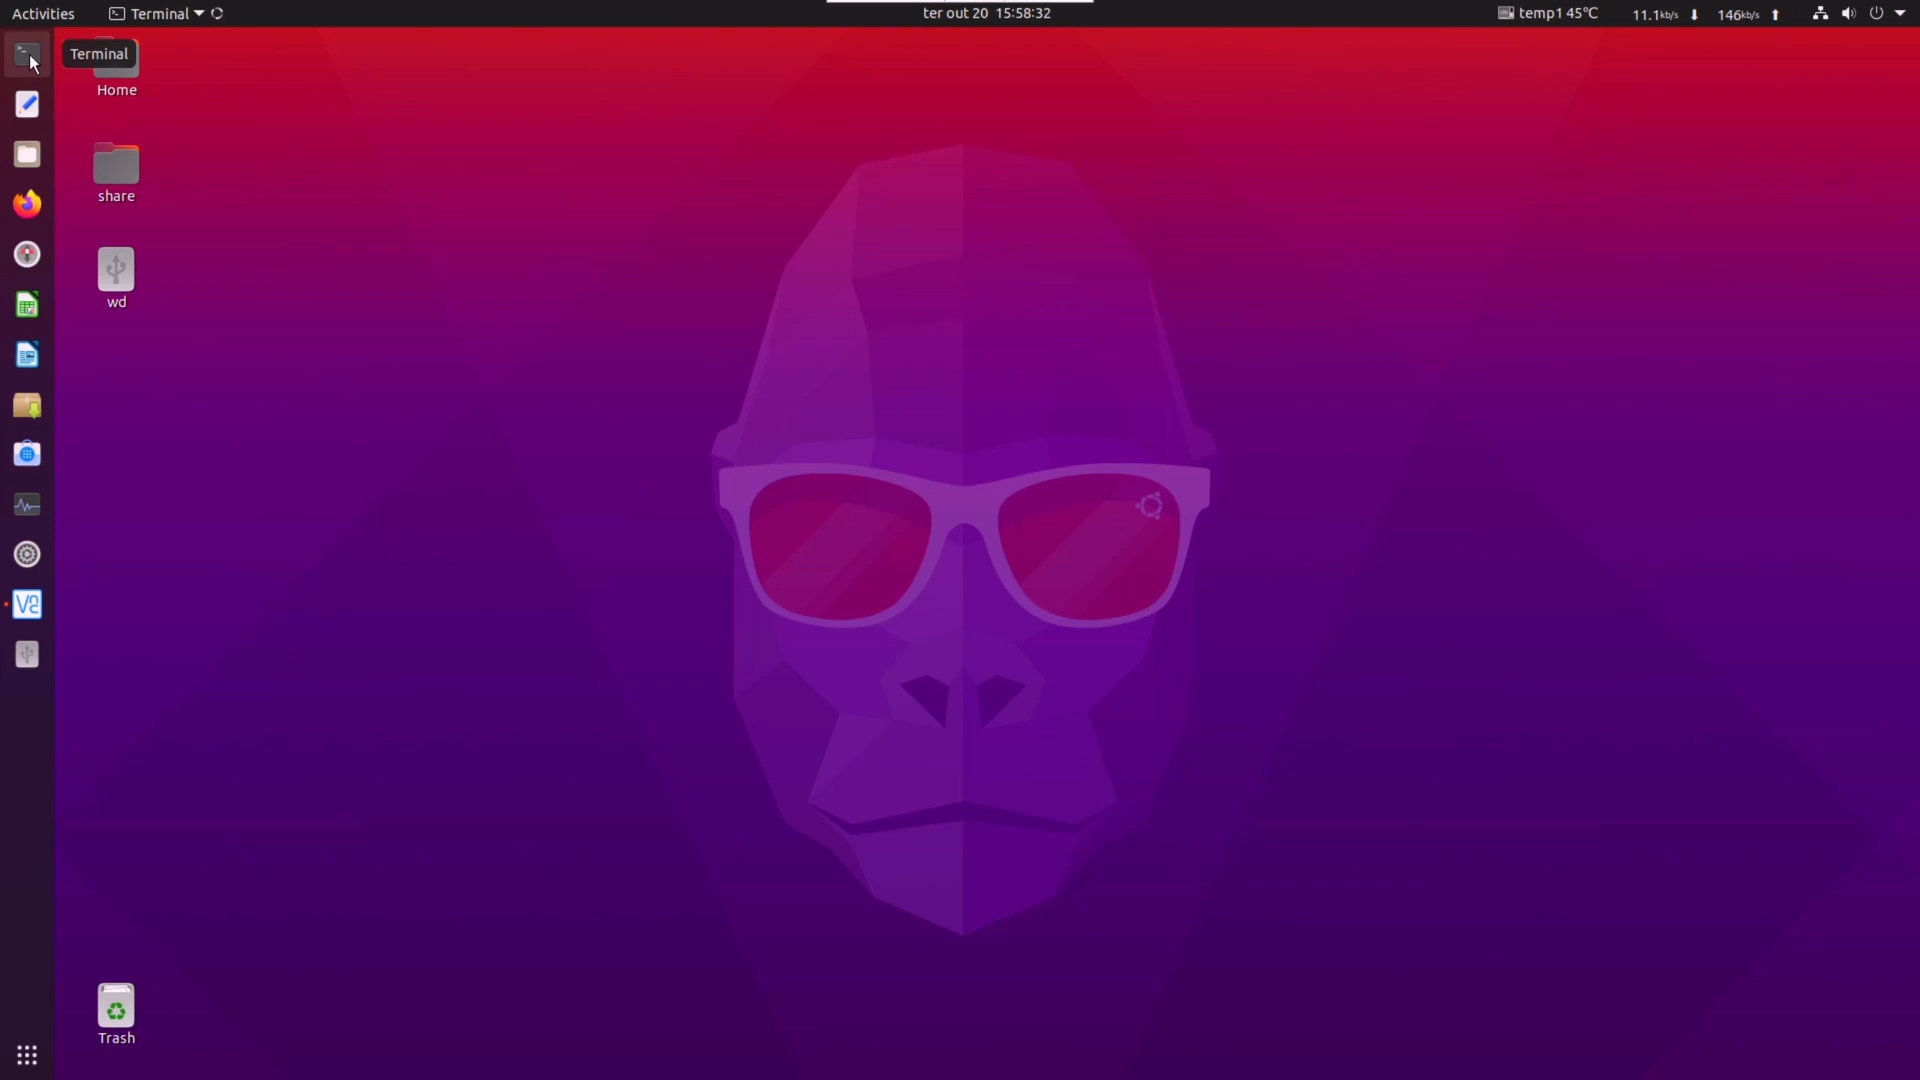 Activities
Terminal
ter out 20 15:58:32
temp1 45°C
11.1kb/s
146kb/s
Terminal
Home
share
wd
Trash